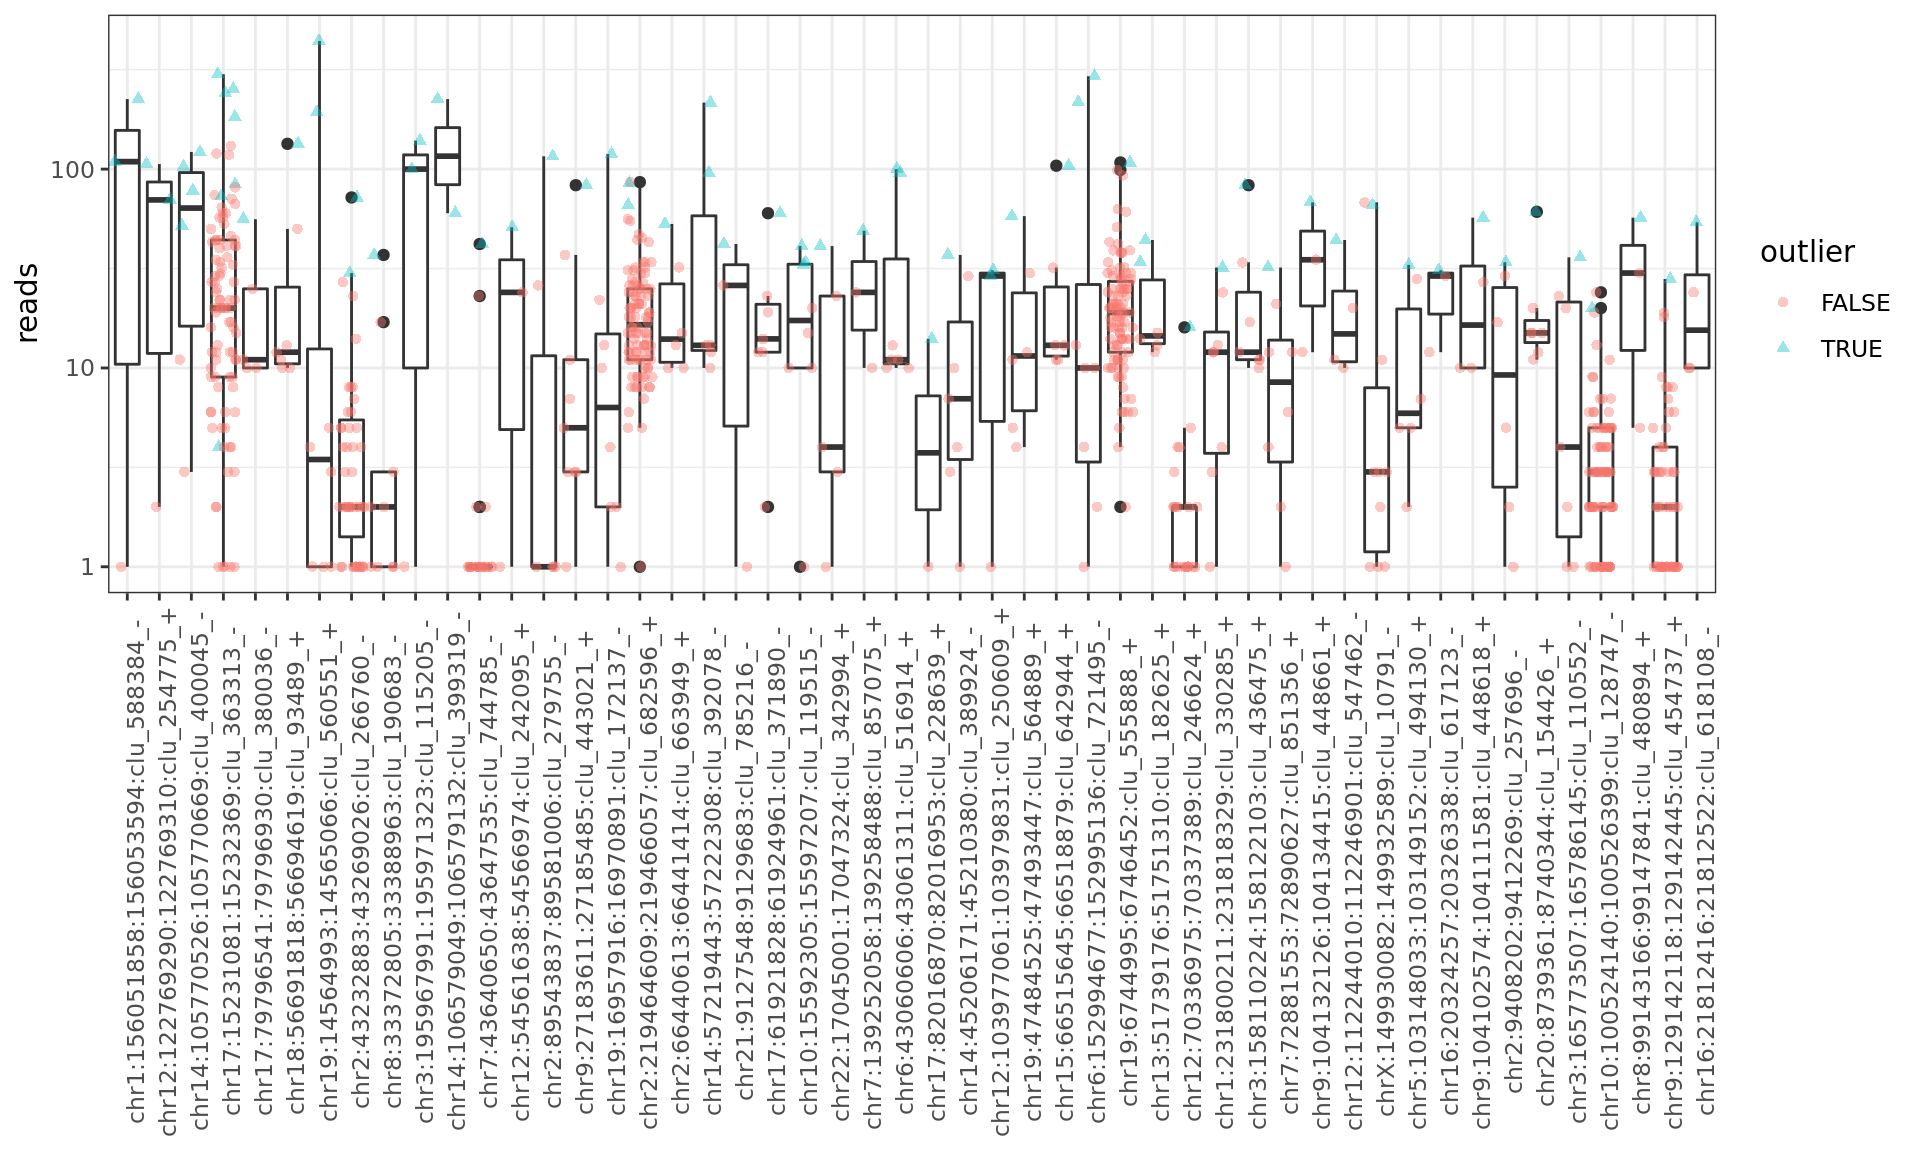 reads
100
10
1
chr1:156051858:156053594:clu_588384_-
chr12:122769290:122769310:clu_254775_+
chr14:105770526:105770669:clu_400045_-
chr17:15231081:15232369:clu_363313_-
chr17:79796541:79796930:clu_380036_-
chr18:56691818:56694619:clu_93489_+
chr19:14564993:14565066:clu_560551_+
chr2:43232883:43269026:clu_266760_-
chr8:33372805:33388963:clu_190683_-
chr3:195967991:195971323:clu_115205_-
chr14:106579049:106579132:clu_399319_-
chr7:43640650:43647535:clu_744785_-
chr12:54561638:54566974:clu_242095_+
chr2:89543837:89581006:clu_279755_-
chr9:27183611:27185485:clu_443021_+
chr19:16957916:16970891:clu_172137_-
chr2:219464609:219466057:clu_682596_+
chr2:66440613:66441414:clu_663949_+
chr14:57219443:57222308:clu_392078_-
chr21:91277548:9129683:clu_785216_-
chr17:61921828:61924961:clu_371890_-
chr10:15592305:15597207:clu_119515_-
chr22:17045001:17047324:clu_342994_+
chr7:139252058:139258488:clu_857075_+
chr6:43060606:43061311:clu_516914_+
chr17:82016870:82016953:clu_228639_+
chr14:45206171:45210380:clu_389924_-
chr12:103977061:103979831:clu_250609_+
chr19:47484525:47493447:clu_564889_+
chr15:66515645:66518879:clu_642944_+
chr6:152994677:152995136:clu_721495_-
chr19:6744995:6746452:clu_555888_+
chr13:51739176:51751310:clu_182625_+
chr12:70336975:70337389:clu_246624_+
chr1:23180021:23181832​9:clu_330285_+
chr3:158110224:158122103:clu_436475_+
chr7:72881553:72890627:clu_851356_+
chr9:104132126:104134415:clu_448661_+
chr12:112244010:112246901:clu_547462_-
chrX:149930082:149932589:clu_10791_-
chr5:103148033:103149152:clu_494130_+
chr16:20324257:20326338:clu_617123_-
chr9:104102574:104111581:clu_448618_+
chr2:9408202:9412269:clu_257696_-
chr20:8739361:8740344:clu_154426_+
chr3:165773507:165786145:clu_110552_-
chr10:100524140:100526399:clu_128747_-
chr8:99143166:99147841:clu_480894_+
chr9:129142118:129142445:clu_454737_+
chr16:21812416:21812522:clu_618108_-
outlier
FALSE
TRUE